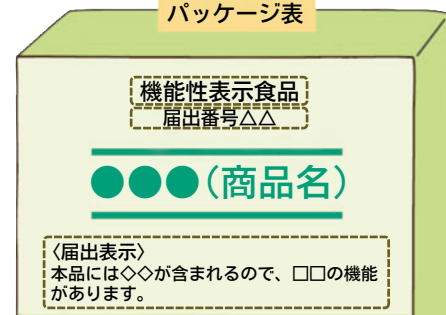 パッケージ表
機能性表示食品
届出番号△△
●●●(商品名)
〈届出表示〉
本品には◇◇が含まれるので、□□の機能
があります。